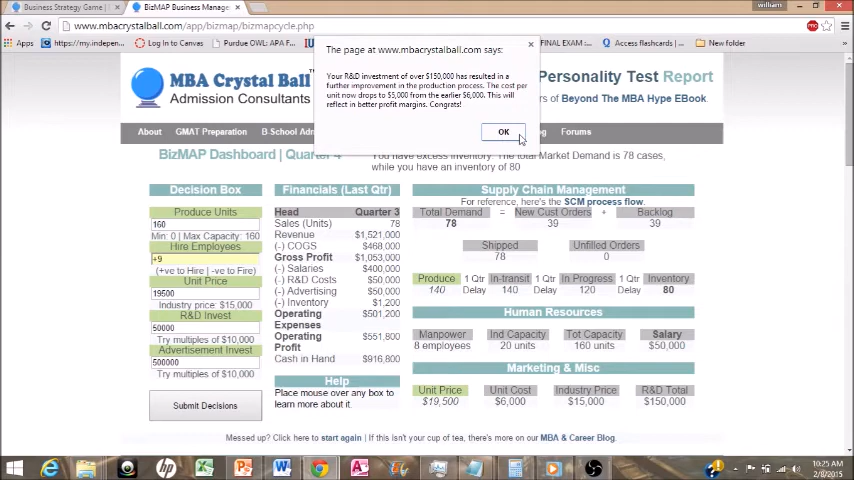 Business Strategy Game |
BizMAP Business Manage
william
www.mbacrystalball.com/app/bizmap/bizmapcycle.php
Apps
https://my.indepen...
Log In to Canvas
Purdue OWL: APA F...
FINAL EXAM:...
Access flashcards | ...
New folder
The page at www.mbacrystalball.com says:
Your R&D investment of over $150,000 has resulted in a
further improvement in the production process. The cost per
unit now drops to $5,000 from the earlier $6,000. This will
reflect in better profit margins. Congrats!
OK
MBA Crystal Ball™
Admission Consultants
Personality Test Report
rs of Beyond The MBA Hype EBook.
About
GMAT Preparation
B-School Adm
og
Forums
BizMAP Dashboard | Quarter 4
You have excess inventory. The total Market Demand is 78 cases,
while you have an inventory of 80
Decision Box
Produce Units
160
Min: 0 | Max Capacity: 160
Hire Employees
+9
(+ve to Hire | -ve to Fire)
Unit Price
19500
Industry price: $15,000
R&D Invest
50000
Try multiples of $10,000
Advertisement Invest
500000
Try multiples of $10,000
Submit Decisions
Financials (Last Qtr)
Head Quarter 3
Sales (Units) 78
Revenue $1,521,000
(-) COGS $468,000
Gross Profit $1,053,000
(-) Salaries $400,000
(-) R&D Costs $50,000
(-) Advertising $50,000
(-) Inventory $1,200
Operating
Expenses $501,200
Operating
Profit $551,800
Cash in Hand $916,800
Help
Place mouse over any box to
learn more about it.
Supply Chain Management
For reference, here's the SCM process flow.
Total Demand = New Cust Orders + Backlog
78 39 39
Shipped Unfilled Orders
78 0
Produce 1 Qtr In-transit 1 Qtr In Progress 1 Qtr Inventory
140 Delay 140 Delay 120 Delay 80
Human Resources
Manpower Ind Capacity Tot Capacity Salary
8 employees 20 units 160 units $50,000
Marketing & Misc
Unit Price Unit Cost Industry Price R&D Total
$19,500 $6,000 $15,000 $150,000
Messed up? Click here to start again | If this isn't your cup of tea, there's more on our MBA & Career Blog.
10:25 AM
2/8/2015